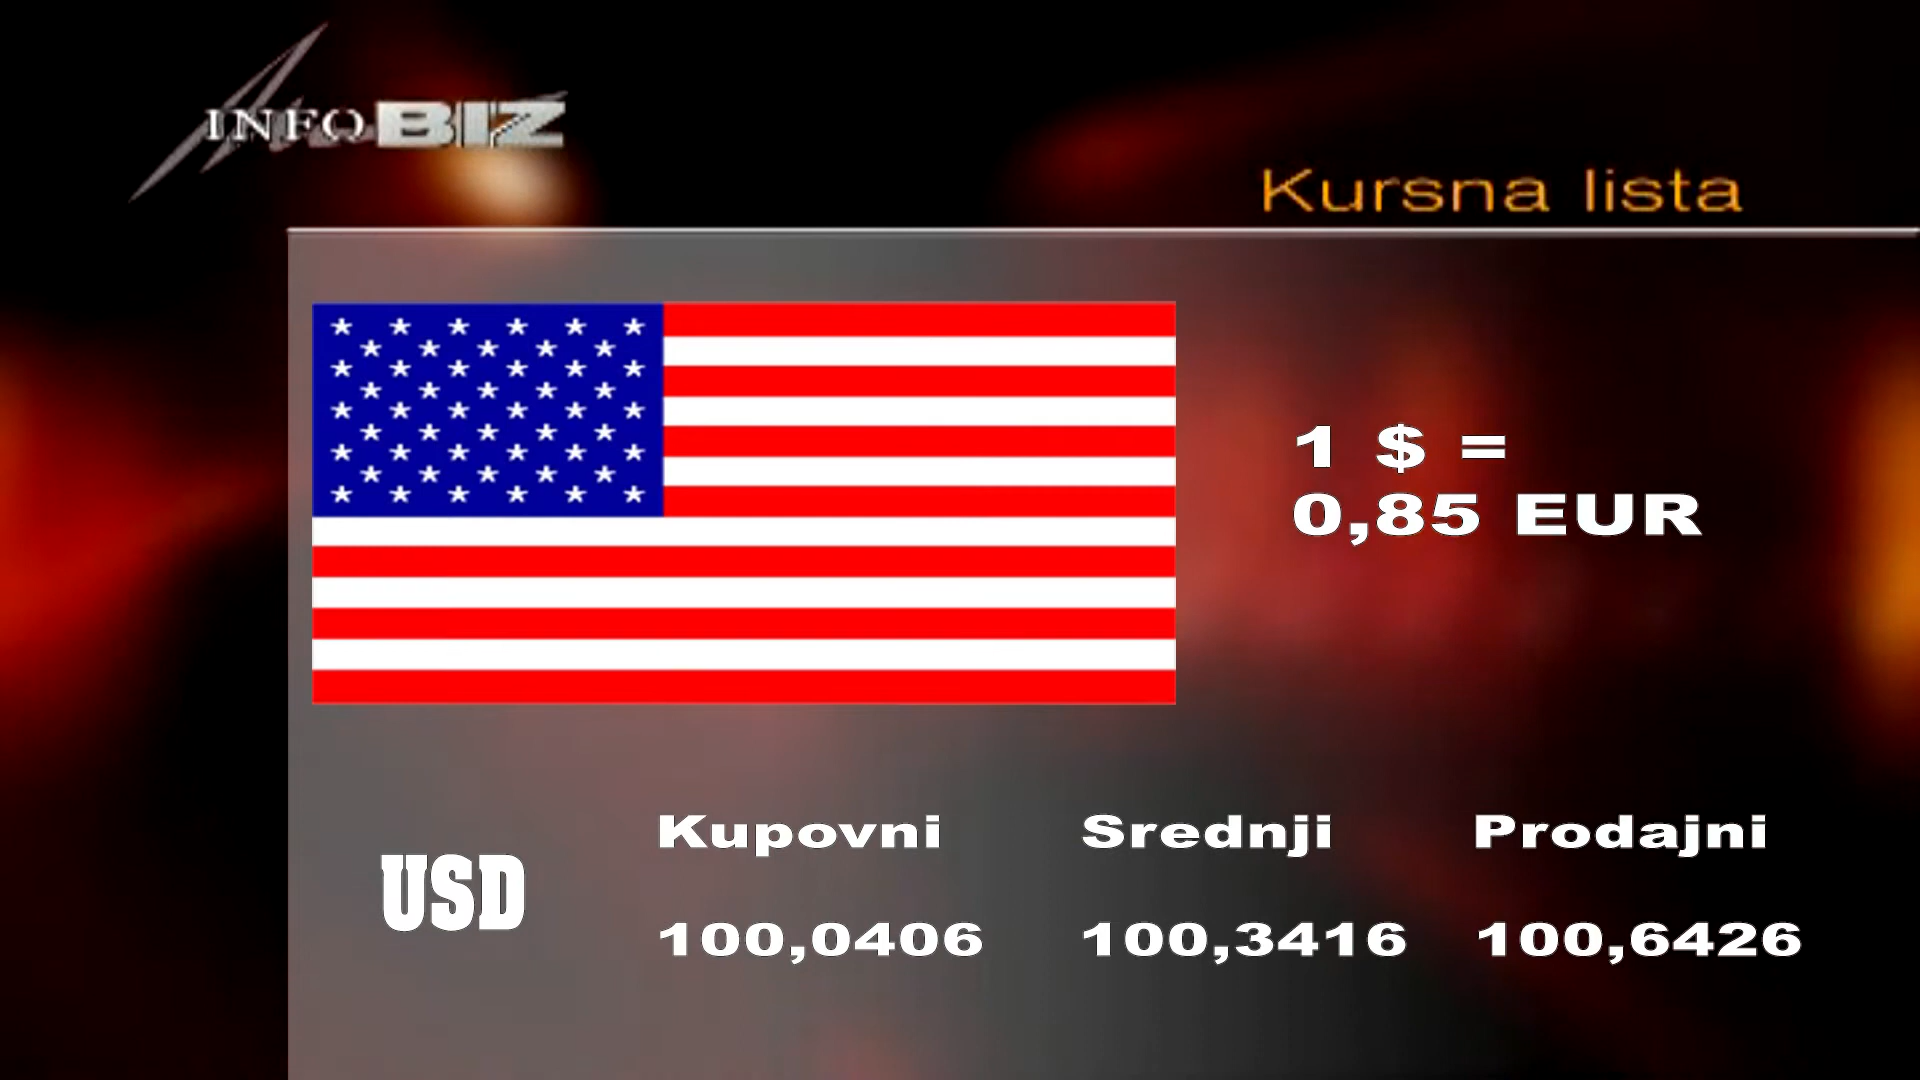 INFO BIZ
Kursna lista
1 $ =
0,85 EUR
Kupovni Srednji Prodajni
USD
100,0406 100,3416 100,6426